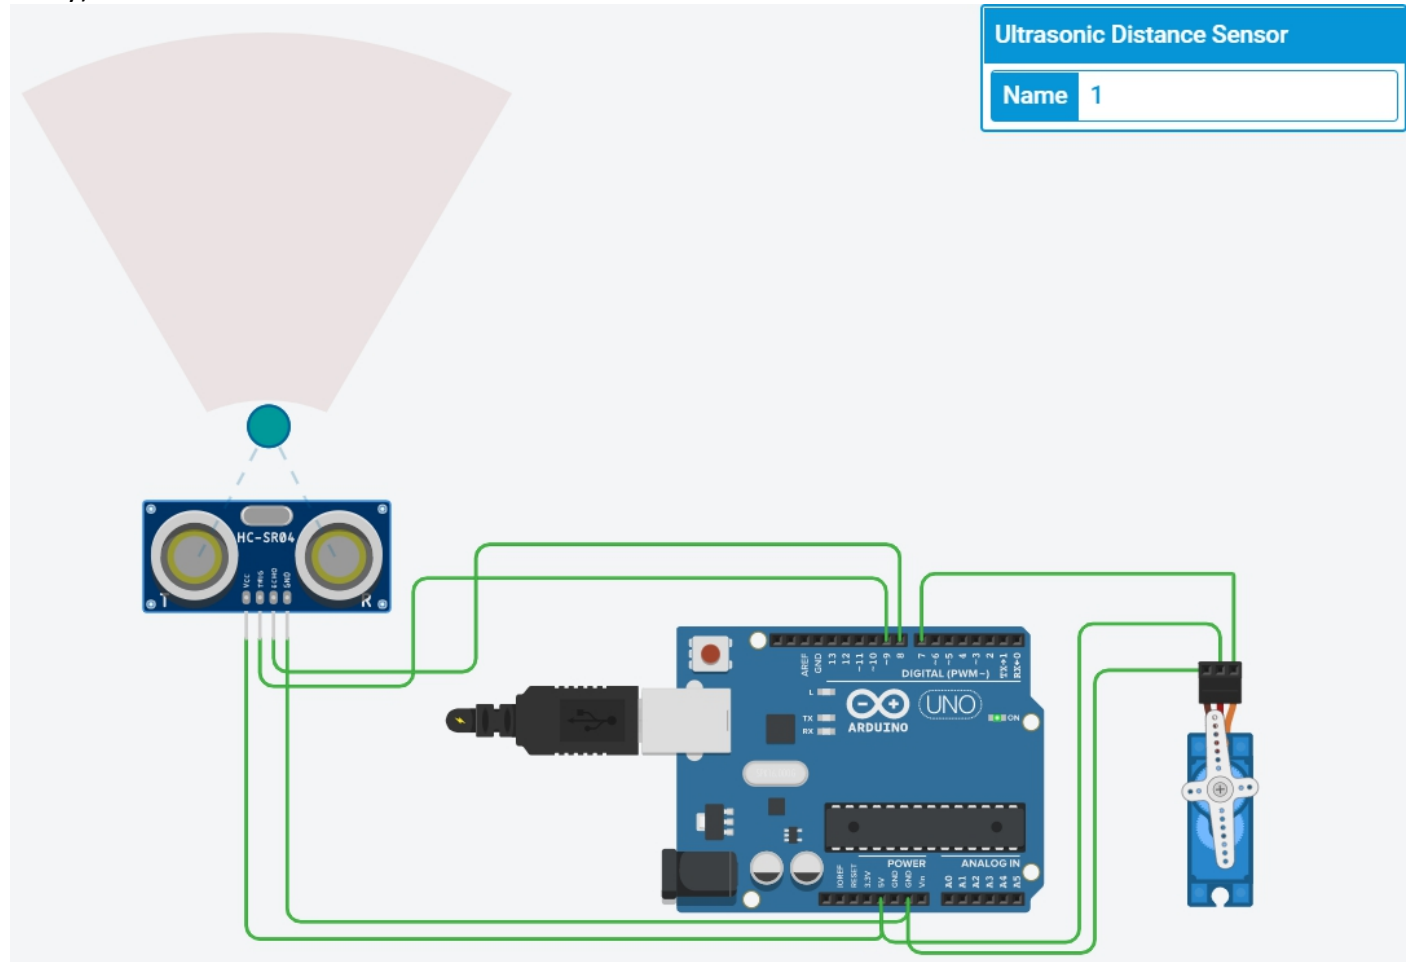 Ultrasonic Distance Sensor
Name 1
HC-SR04
VCC
TRIG
ECHO
GND
T
R
AREF
GND
13
12
~11
~10
~9
8
7
~6
~5
4
~3
2
TX→1
RX←0
DIGITAL (PWM~)
L
TX
RX
ARDUINO
UNO
ON
POWER
ANALOG IN
IOREF
RESET
3.3V
5V
GND
GND
Vin
A0
A1
A2
A3
A4
A5